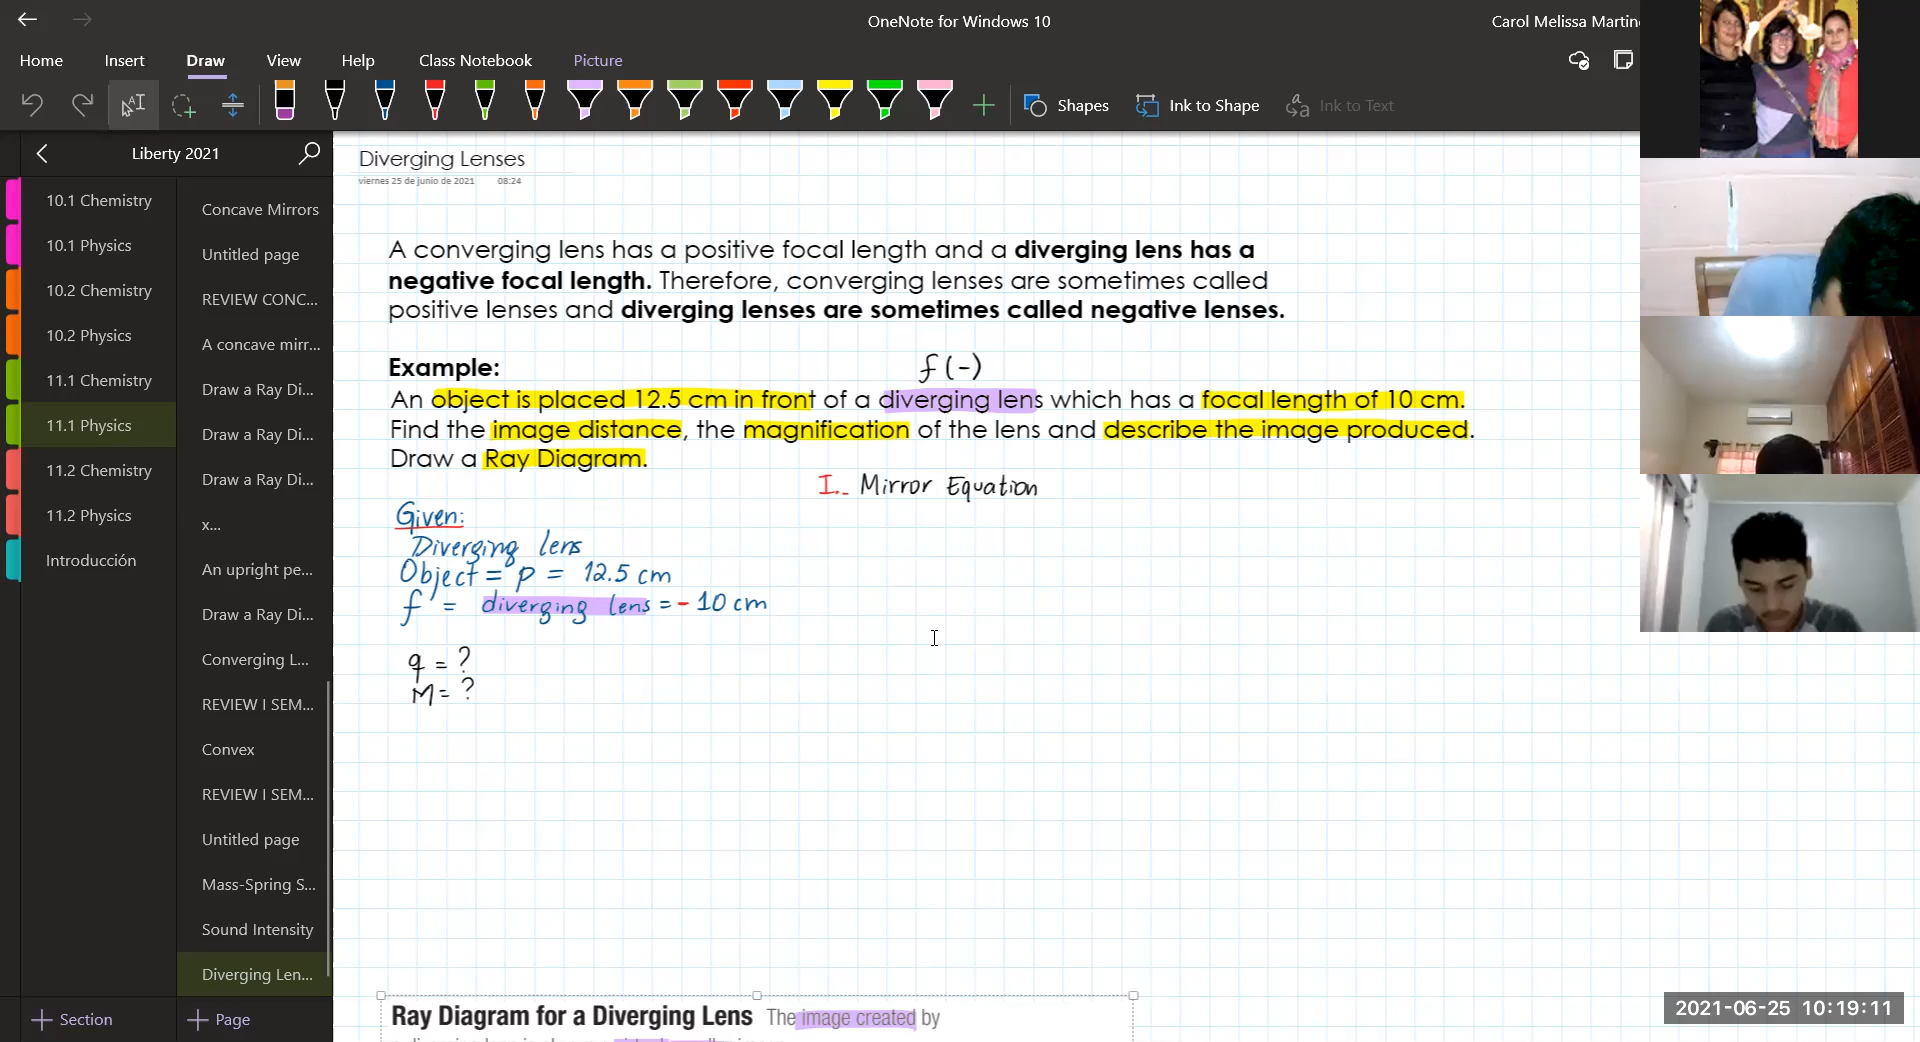 OneNote for Windows 10
Carol Melissa Martin
Home Insert Draw View Help Class Notebook Picture
Shapes Ink to Shape Ink to Text
Liberty 2021
10.1 Chemistry
10.1 Physics
10.2 Chemistry
10.2 Physics
11.1 Chemistry
11.1 Physics
11.2 Chemistry
11.2 Physics
Introducción
+ Section
Concave Mirrors
Untitled page
REVIEW CONC...
A concave mirr...
Draw a Ray Di...
Draw a Ray Di...
Draw a Ray Di...
x...
An upright pe...
Draw a Ray Di...
Converging L...
REVIEW I SEM...
Convex
REVIEW I SEM...
Untitled page
Mass-Spring S...
Sound Intensity
Diverging Len...
+ Page
Diverging Lenses
viernes 25 de junio de 2021 08:24
A converging lens has a positive focal length and a diverging lens has a
negative focal length. Therefore, converging lenses are sometimes called
positive lenses and diverging lenses are sometimes called negative lenses.
Example:
f (-)
An object is placed 12.5 cm in front of a diverging lens which has a focal length of 10 cm.
Find the image distance, the magnification of the lens and describe the image produced.
Draw a Ray Diagram.
I.. Mirror Equation
Given:
Diverging lens
Object = p = 12.5 cm
f = diverging lens = - 10 cm
q = ?
M = ?
Ray Diagram for a Diverging Lens The image created by
2021-06-25 10:19:11